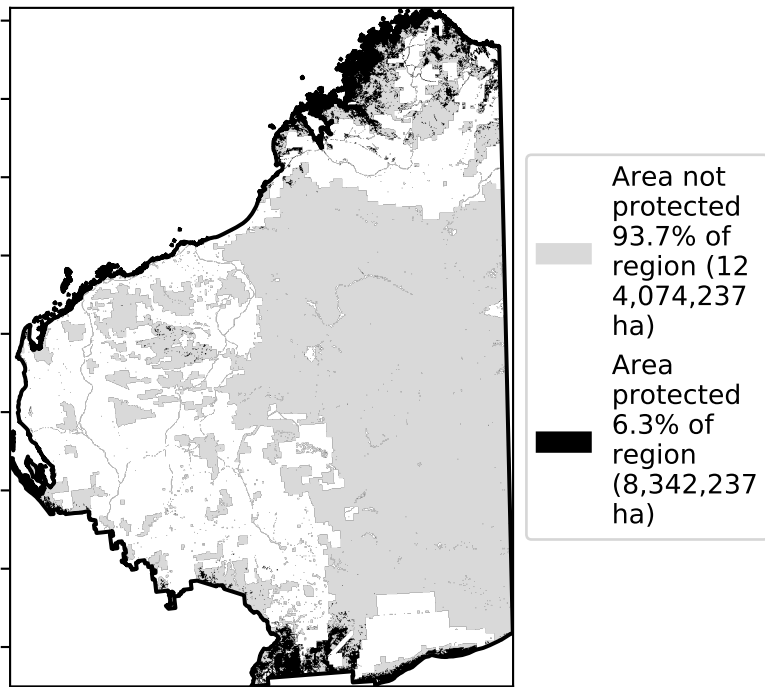 Area not
protected
93.7% of
region (12
4,074,237
ha)
Area
protected
6.3% of
region
(8,342,237
ha)